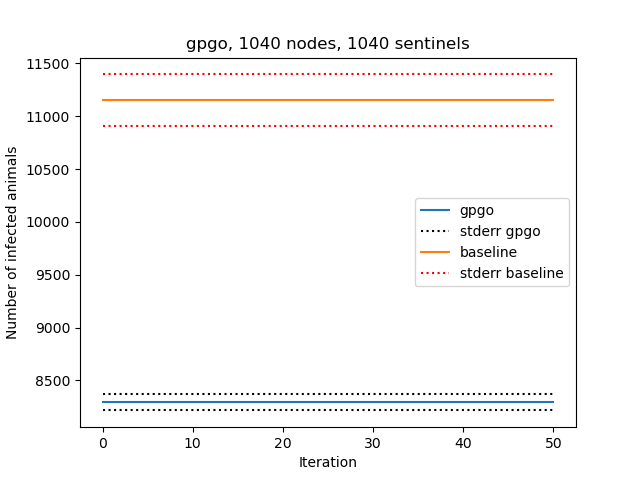 gpgo, 1040 nodes, 1040 sentinels
11500
11000
10500
10000
9500
9000
8500
Number of infected animals
gpgo
stderr gpgo
baseline
stderr baseline
0 10 20 30 40 50
Iteration